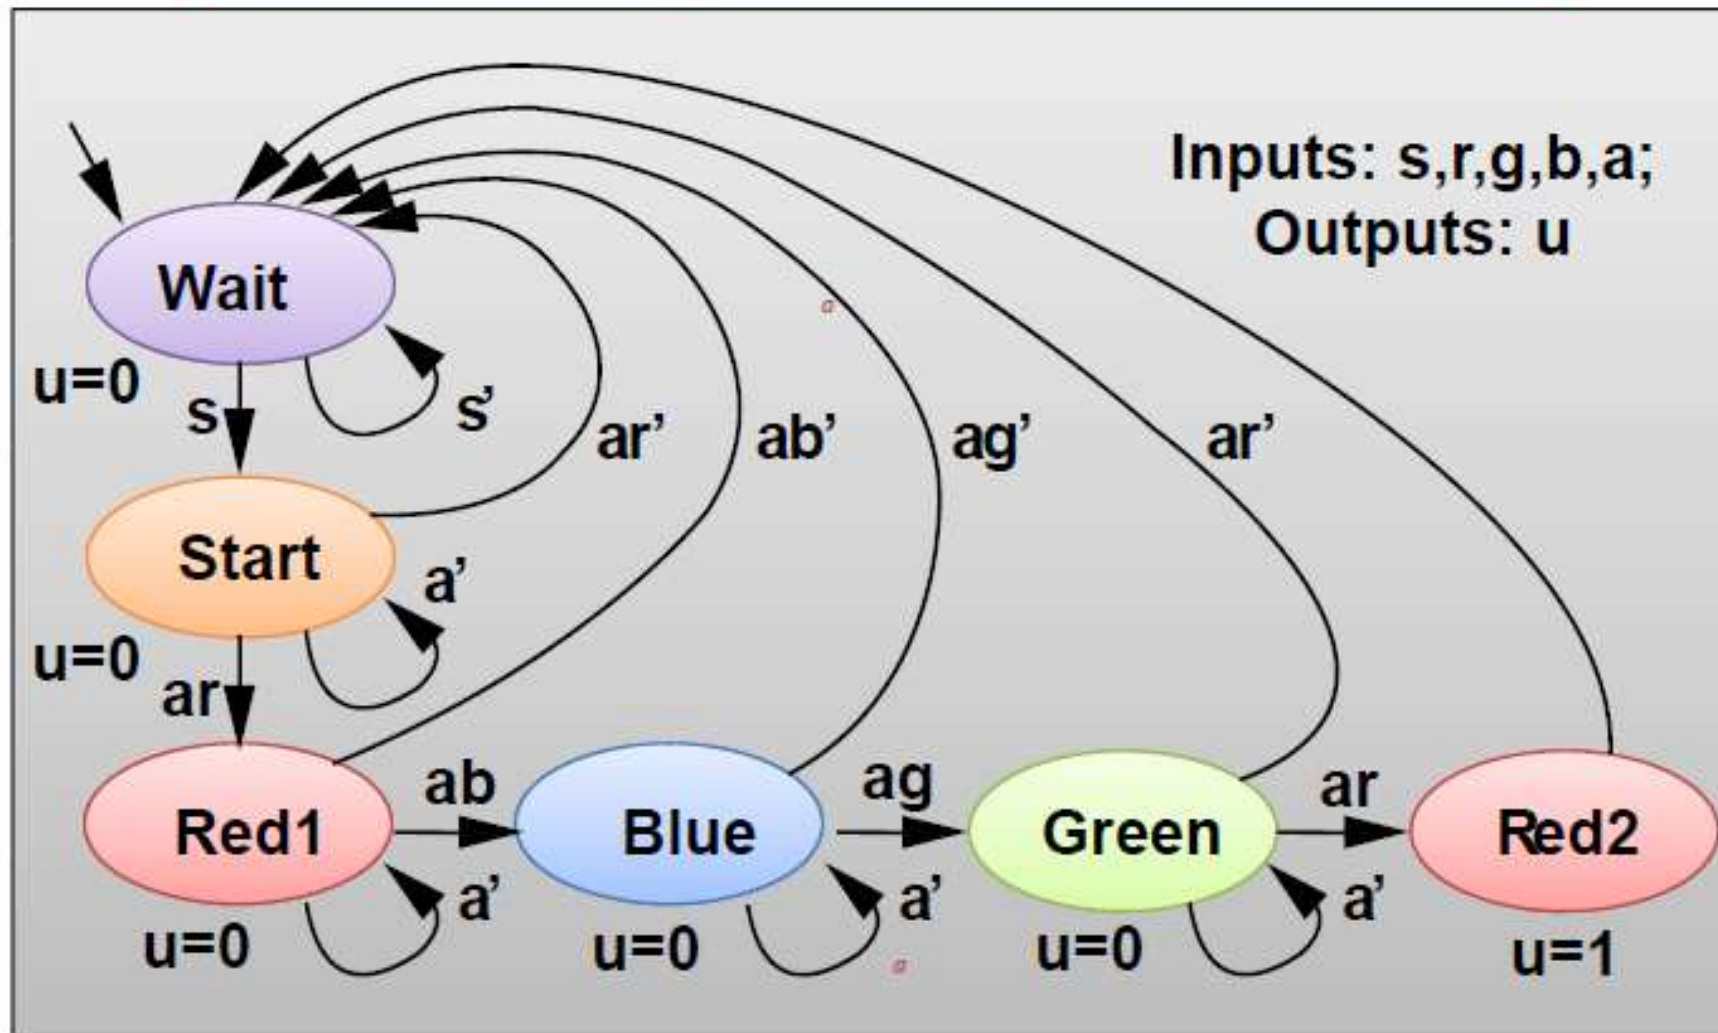 Inputs: s,r,g,b,a;
Outputs: u
Wait
u=0
s
s’
ar’
ab’
ag’
ar’
Start
a’
u=0
ar
Red1
ab
Blue
ag
Green
ar
Red2
a’
a’
a’
u=0
u=0
u=0
u=1
a
a